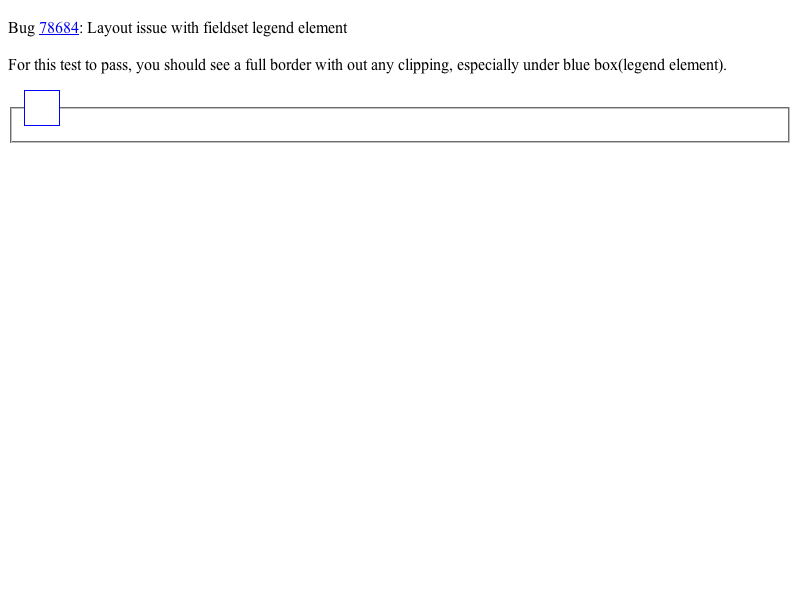 Bug 78684: Layout issue with fieldset legend element
For this test to pass, you should see a full border with out any clipping, especially under blue box(legend element).